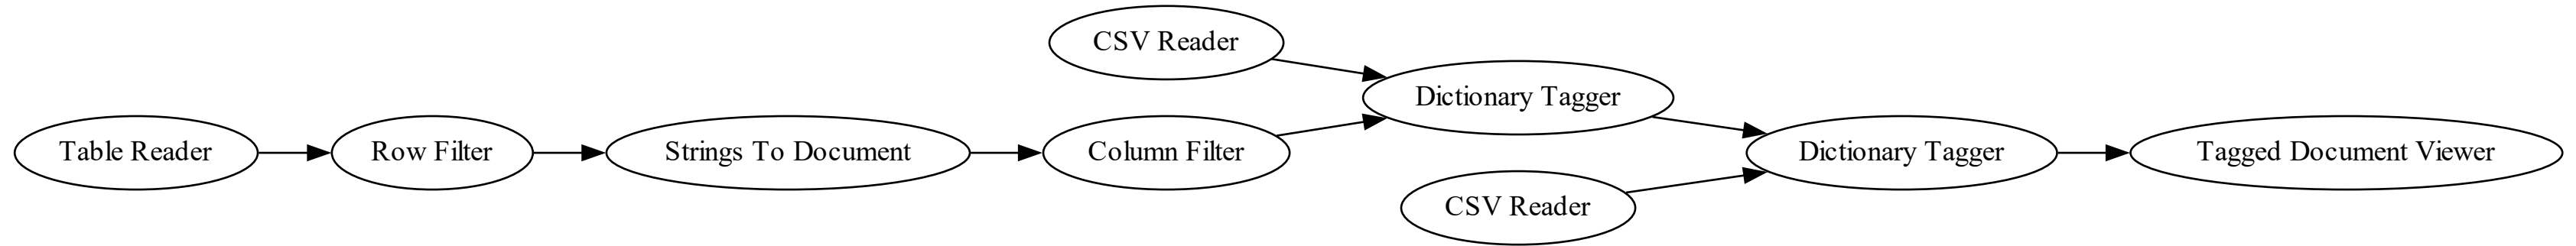 CSV Reader
Dictionary Tagger
Table Reader
Row Filter
Strings To Document
Column Filter
Dictionary Tagger
Tagged Document Viewer
CSV Reader